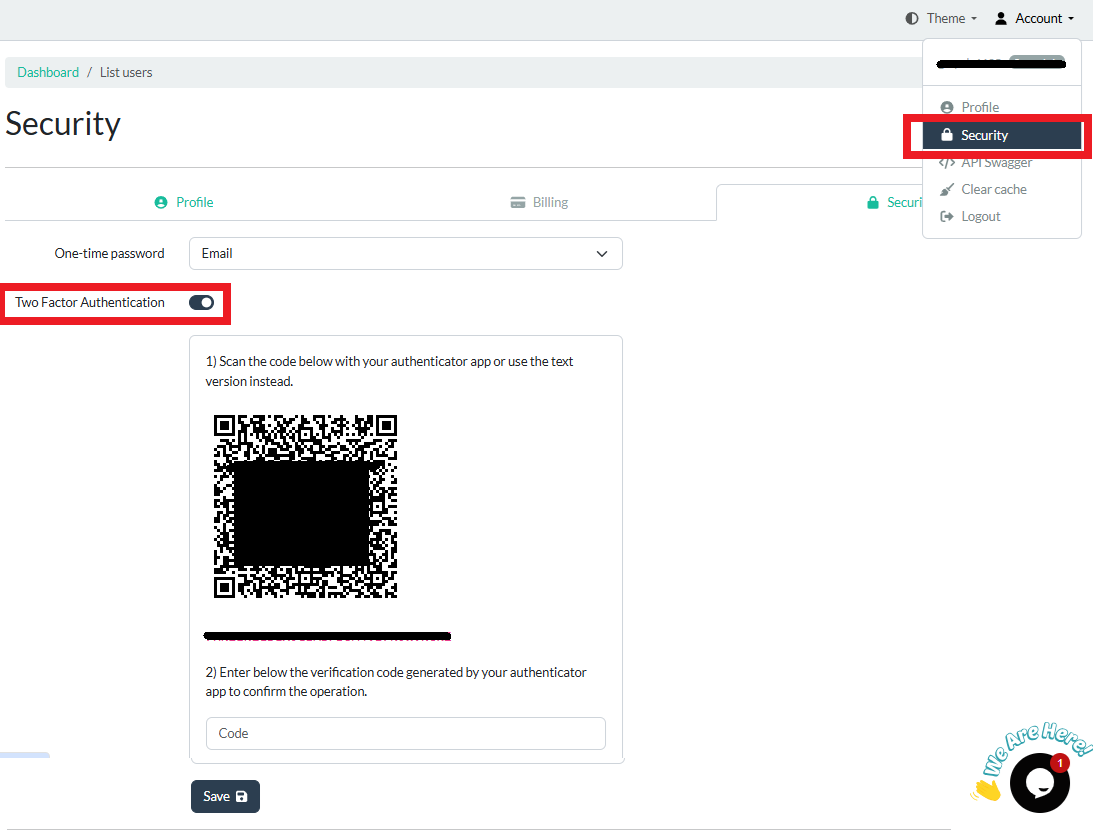 Theme
Account
Dashboard / List users
Security
Profile
Security
API Swagger
Clear cache
Logout
Profile
Billing
One-time password
Email
Two Factor Authentication
1) Scan the code below with your authenticator app or use the text
version instead.
2) Enter below the verification code generated by your authenticator
app to confirm the operation.
Code
Save
We Are Here!
1